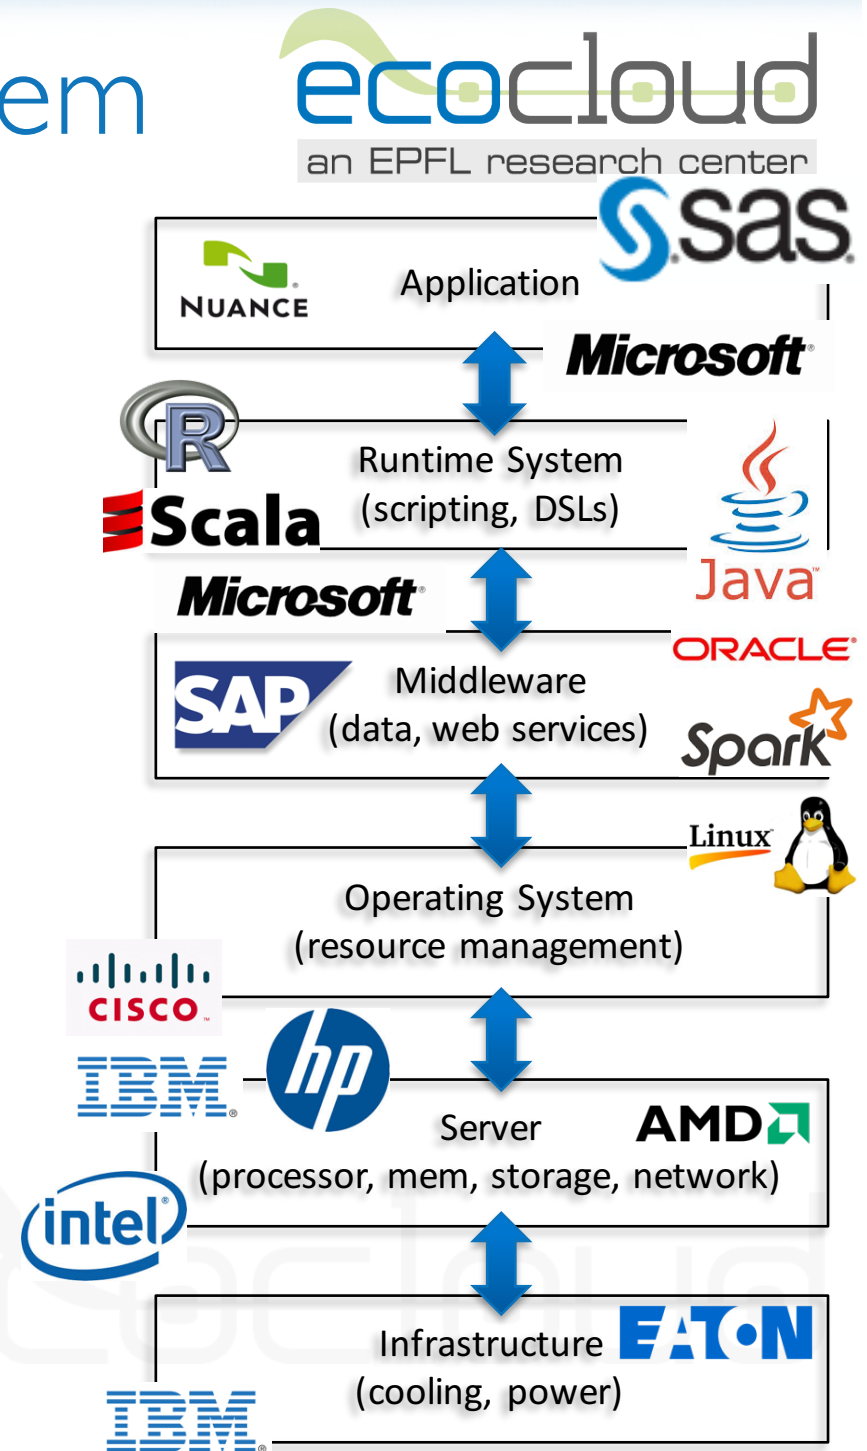 em
ecocloud
an EPFL research center
sas
NUANCE
Application
Microsoft
R
Runtime System
(scripting, DSLs)
Scala
Java™
Microsoft
ORACLE
SAP
Middleware
(data, web services)
Spark
Linux
Operating System
(resource management)
CISCO
hp
IBM
Server
AMD
(processor, mem, storage, network)
intel
ocloud
Infrastructure
EATON
(cooling, power)
IBM